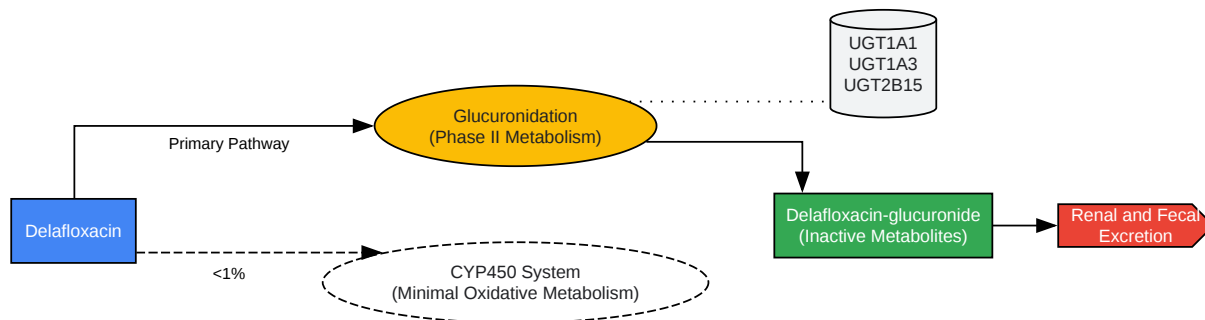 UGT1A1
UGT1A3
UGT2B15
Glucuronidation
(Phase II Metabolism)
Primary Pathway
Delafloxacin
Delafloxacin-glucuronide
(Inactive Metabolites)
Renal and Fecal
Excretion
<1%
CYP450 System
(Minimal Oxidative Metabolism)